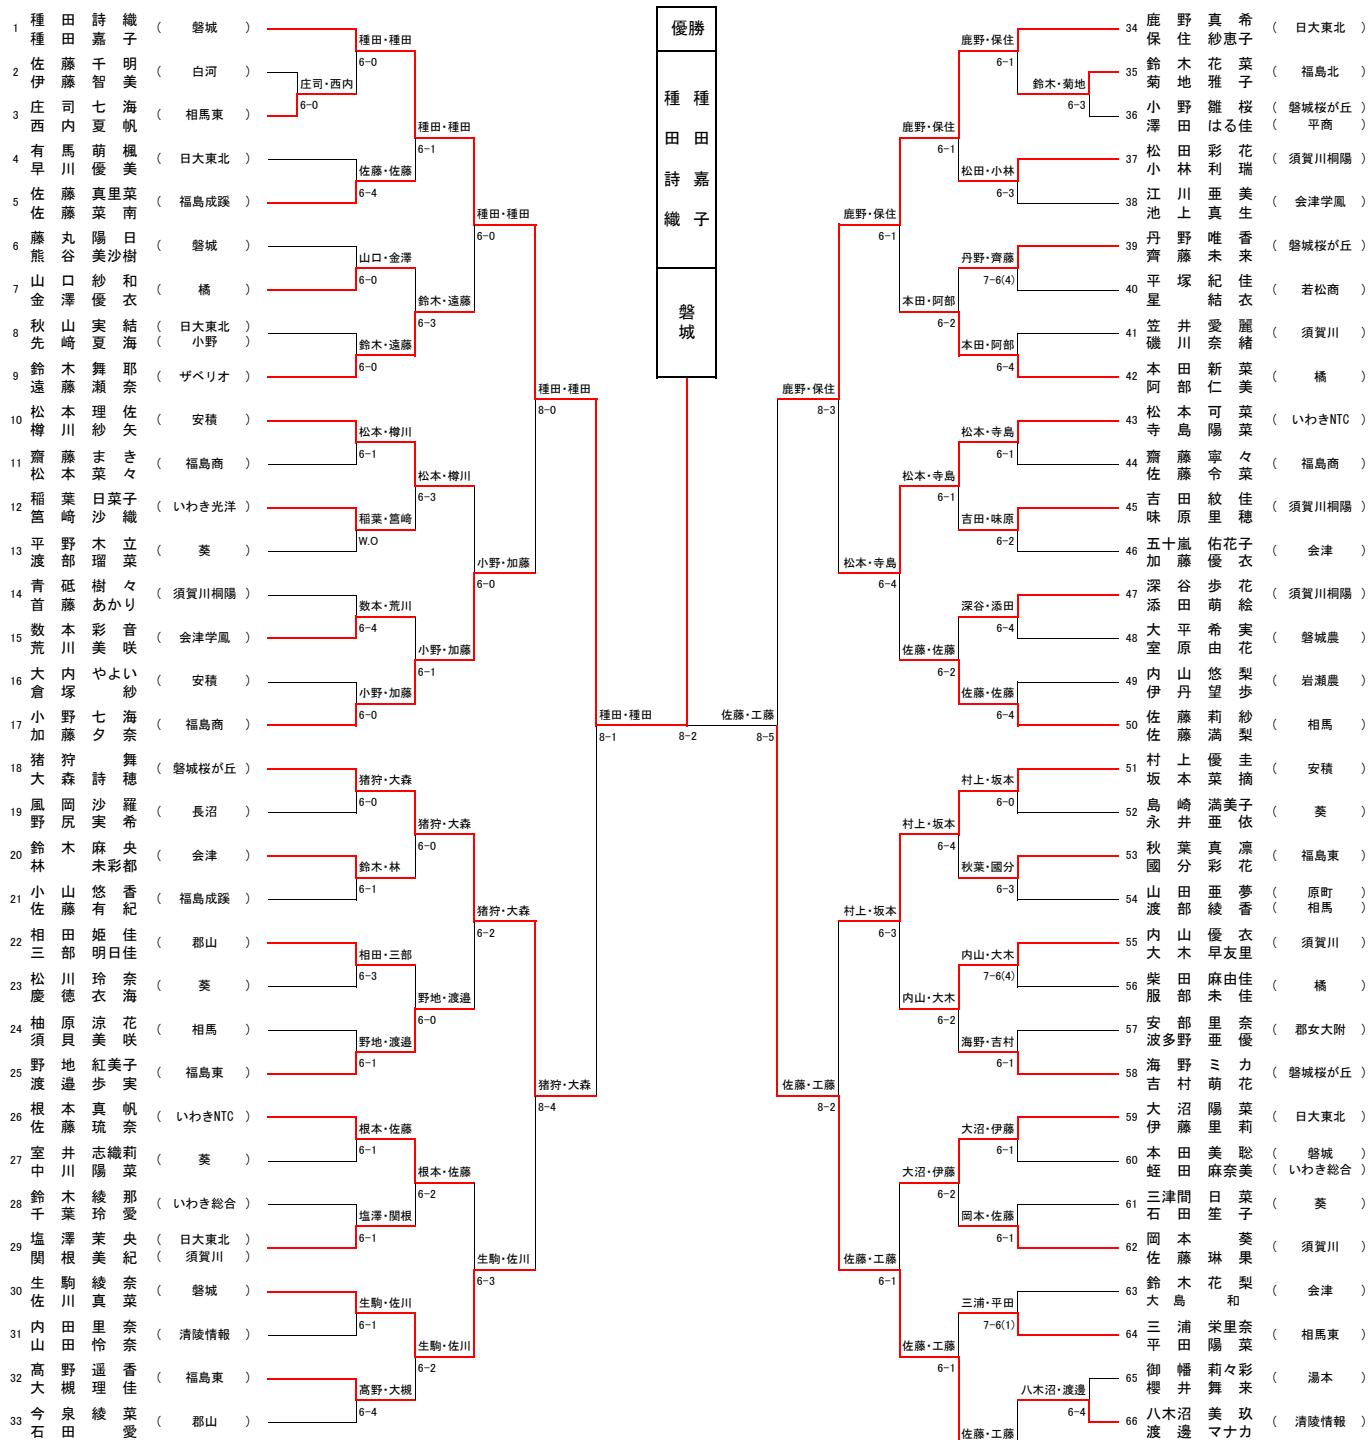 優勝
種田詩織
種田嘉子
磐城
1 種田詩織 種田嘉子 ( 磐城 )
2 佐藤千明 伊藤智美 ( 白河 )
3 庄司七海 西内夏帆 ( 相馬東 )
4 有馬萌楓 早川優美 ( 日大東北 )
5 佐藤真里菜 佐藤菜南 ( 福島成蹊 )
6 藤丸陽日 熊谷美沙樹 ( 磐城 )
7 山口紗和 金澤優衣 ( 橘 )
8 秋山実結 先﨑夏海 ( 日大東北 ) ( 小野 )
9 鈴木舞耶 遠藤瀬奈 ( ザベリオ )
10 松本理佐 樽川紗矢 ( 安積 )
11 齋藤まき 松本菜々 ( 福島商 )
12 稲葉日菜子 筥﨑沙織 ( いわき光洋 )
13 平野木立 渡部瑠菜 ( 葵 )
14 青砥樹々 首藤あかり ( 須賀川桐陽 )
15 数本彩音 荒川美咲 ( 会津学鳳 )
16 大内やよい 倉塚紗 ( 安積 )
17 小野七海 加藤夕奈 ( 福島商 )
18 猪狩舞 大森詩穂 ( 磐城桜が丘 )
19 風岡沙羅 野尻実希 ( 長沼 )
20 鈴木麻央 林未彩都 ( 会津 )
21 小山悠香 佐藤有紀 ( 福島成蹊 )
22 相田姫佳 三部明日佳 ( 郡山 )
23 松川玲奈 慶徳衣海 ( 葵 )
24 柚原涼花 須貝美咲 ( 相馬 )
25 野地紅美子 渡邉歩実 ( 福島東 )
26 根本真帆 佐藤琉奈 ( いわきNTC )
27 室井志織莉 中川陽菜 ( 葵 )
28 鈴木綾那 千葉玲愛 ( いわき総合 )
29 塩澤茉央 関根美紀 ( 日大東北 ) ( 須賀川 )
30 生駒綾奈 佐川真菜 ( 磐城 )
31 内田里奈 山田怜奈 ( 清陵情報 )
32 髙野遥香 大槻理佳 ( 福島東 )
33 今泉綾菜 石田愛 ( 郡山 )
種田・種田 6-0
庄司・西内 6-0
種田・種田 6-1
佐藤・佐藤 6-4
種田・種田 6-0
山口・金澤 6-0
鈴木・遠藤 6-3
鈴木・遠藤 6-0
種田・種田 8-0
松本・樽川 6-1
松本・樽川 6-3
稲葉・筥﨑 W.O
小野・加藤 6-0
数本・荒川 6-4
小野・加藤 6-1
小野・加藤 6-0
種田・種田 8-1
8-2
猪狩・大森 6-0
猪狩・大森 6-0
鈴木・林 6-1
猪狩・大森 6-2
相田・三部 6-3
野地・渡邉 6-0
野地・渡邉 6-1
猪狩・大森 8-4
根本・佐藤 6-1
根本・佐藤 6-2
塩澤・関根 6-1
生駒・佐川 6-3
生駒・佐川 6-1
生駒・佐川 6-2
髙野・大槻 6-4
34 鹿野真希 保住紗恵子 ( 日大東北 )
35 鈴木花菜 菊地雅子 ( 福島北 )
36 小野雛桜 澤田はる佳 ( 磐城桜が丘 ) ( 平商 )
37 松田彩花 小林利瑞 ( 須賀川桐陽 )
38 江川亜美 池上真生 ( 会津学鳳 )
39 丹野唯香 齊藤未来 ( 磐城桜が丘 )
40 平塚紀佳 星結衣 ( 若松商 )
41 笠井愛麗 磯川奈緒 ( 須賀川 )
42 本田新菜 阿部仁美 ( 橘 )
43 松本可菜 寺島陽菜 ( いわきNTC )
44 齋藤寧々 佐藤令菜 ( 福島商 )
45 吉田紋佳 味原里穂 ( 須賀川桐陽 )
46 五十嵐佑花子 加藤優衣 ( 会津 )
47 深谷歩花 添田萌絵 ( 須賀川桐陽 )
48 大平希実 室原由花 ( 磐城農 )
49 内山悠梨 伊丹望歩 ( 岩瀬農 )
50 佐藤莉紗 佐藤満梨 ( 相馬 )
51 村上優圭 坂本菜摘 ( 安積 )
52 島崎満美子 永井亜依 ( 葵 )
53 秋葉真凛 國分彩花 ( 福島東 )
54 山田亜夢 渡部綾香 ( 原町 ) ( 相馬 )
55 内山優衣 大木早友里 ( 須賀川 )
56 柴田麻由佳 服部未佳 ( 橘 )
57 安部里奈 波多野亜優 ( 郡女大附 )
58 海野ミカ 吉村萌花 ( 磐城桜が丘 )
59 大沼陽菜 伊藤里莉 ( 日大東北 )
60 本田美聡 蛭田麻奈美 ( 磐城 ) ( いわき総合 )
61 三津間日菜 石田笙子 ( 葵 )
62 岡本葵 佐藤琳果 ( 須賀川 )
63 鈴木花梨 大島和 ( 会津 )
64 三浦栄里奈 平田陽菜 ( 相馬東 )
65 御幡莉々彩 櫻井舞来 ( 湯本 )
66 八木沼美玖 渡邊マナカ ( 清陵情報 )
鹿野・保住 6-1
鈴木・菊地 6-3
鹿野・保住 6-1
松田・小林 6-3
鹿野・保住 6-1
丹野・齊藤 7-6(4)
本田・阿部 6-2
本田・阿部 6-4
鹿野・保住 8-3
松本・寺島 6-1
松本・寺島 6-1
吉田・味原 6-2
松本・寺島 6-4
深谷・添田 6-4
佐藤・佐藤 6-2
佐藤・佐藤 6-4
佐藤・工藤 8-5
村上・坂本 6-0
村上・坂本 6-4
秋葉・國分 6-3
村上・坂本 6-3
内山・大木 7-6(4)
内山・大木 6-2
海野・吉村 6-1
佐藤・工藤 8-2
大沼・伊藤 6-1
大沼・伊藤 6-2
岡本・佐藤 6-1
佐藤・工藤 6-1
三浦・平田 7-6(1)
佐藤・工藤 6-1
八木沼・渡邊 6-4
佐藤・工藤